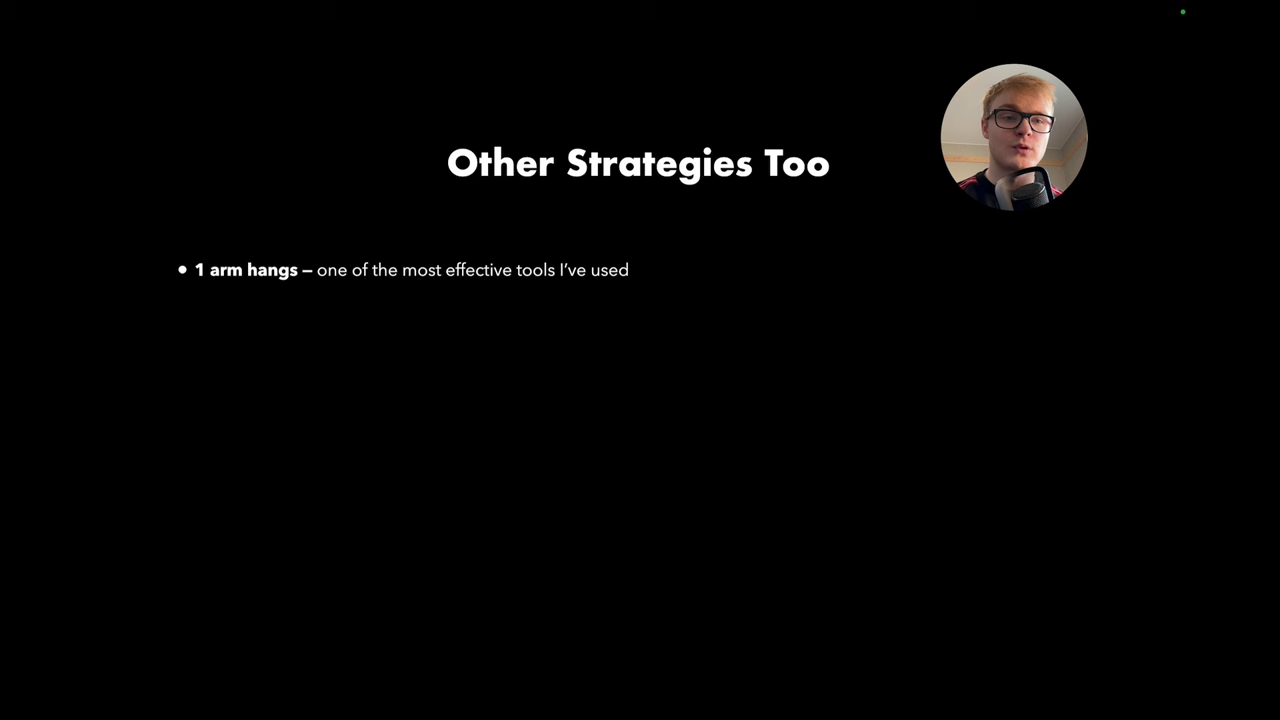 Other Strategies Too
• 1 arm hangs – one of the most effective tools I’ve used